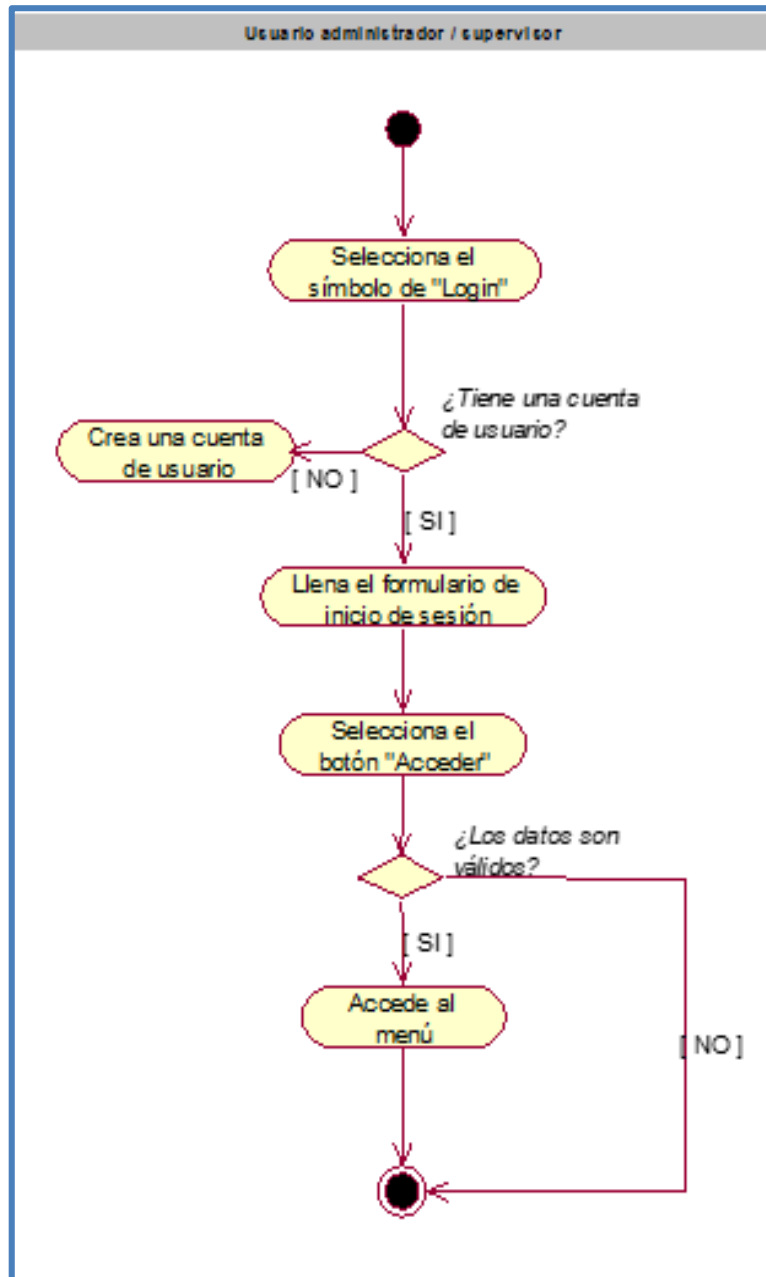 Usuario administrador / supervisor
Selecciona el
símbolo de "Login"
¿Tiene una cuenta
de usuario?
Crea una cuenta
de usuario
[ NO ]
[ SI ]
Llena el formulario de
inicio de sesión
Selecciona el
botón "Acceder"
¿Los datos son
válidos?
[ SI ]
Accede al
menú
[ NO ]